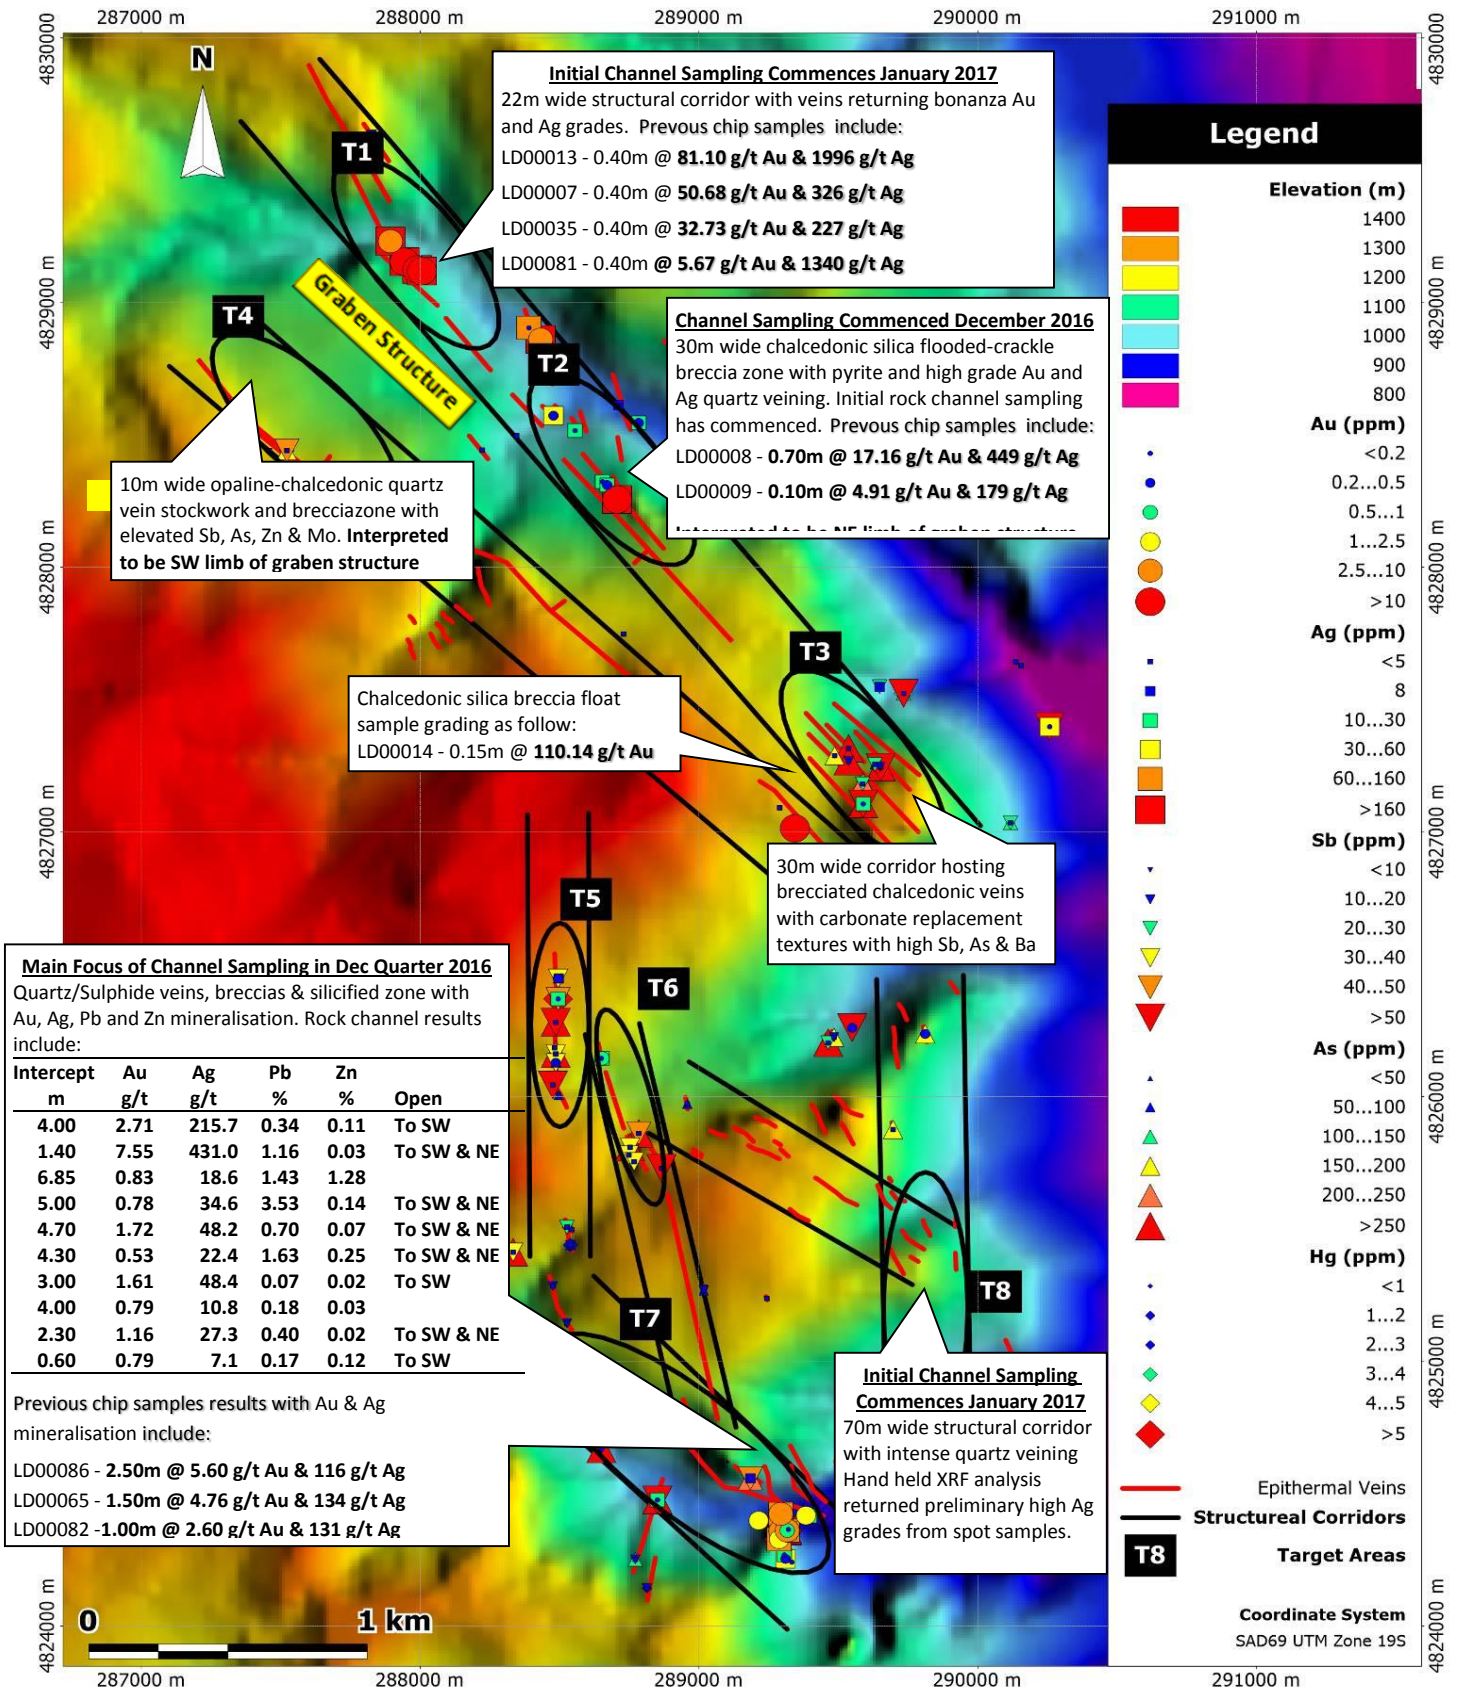 287000 m
288000 m
289000 m
290000 m
291000 m
4830000 m
4829000 m
4828000 m
4827000 m
4826000 m
4825000 m
4824000 m
N
T1
Initial Channel Sampling Commences January 2017
22m wide structural corridor with veins returning bonanza Au
and Ag grades. Prevous chip samples include:
LD00013 - 0.40m @ 81.10 g/t Au & 1996 g/t Ag
LD00007 - 0.40m @ 50.68 g/t Au & 326 g/t Ag
LD00035 - 0.40m @ 32.73 g/t Au & 227 g/t Ag
LD00081 - 0.40m @ 5.67 g/t Au & 1340 g/t Ag
Graben Structure
T4
T2
Channel Sampling Commenced December 2016
30m wide chalcedonic silica flooded-crackle
breccia zone with pyrite and high grade Au and
Ag quartz veining. Initial rock channel sampling
has commenced. Prevous chip samples include:
LD00008 - 0.70m @ 17.16 g/t Au & 449 g/t Ag
LD00009 - 0.10m @ 4.91 g/t Au & 179 g/t Ag
Interpreted to be NE limb of graben structure
10m wide opaline-chalcedonic quartz
vein stockwork and brecciazone with
elevated Sb, As, Zn & Mo. Interpreted
to be SW limb of graben structure
T3
Chalcedonic silica breccia float
sample grading as follow:
LD00014 - 0.15m @ 110.14 g/t Au
30m wide corridor hosting
brecciated chalcedonic veins
with carbonate replacement
textures with high Sb, As & Ba
T5
T6
Main Focus of Channel Sampling in Dec Quarter 2016
Quartz/Sulphide veins, breccias & silicified zone with
Au, Ag, Pb and Zn mineralisation. Rock channel results
include:
Intercept Au Ag Pb Zn
m g/t g/t % % Open
4.00 2.71 215.7 0.34 0.11 To SW
1.40 7.55 431.0 1.16 0.03 To SW & NE
6.85 0.83 18.6 1.43 1.28
5.00 0.78 34.6 3.53 0.14 To SW & NE
4.70 1.72 48.2 0.70 0.07 To SW & NE
4.30 0.53 22.4 1.63 0.25 To SW & NE
3.00 1.61 48.4 0.07 0.02 To SW
4.00 0.79 10.8 0.18 0.03
2.30 1.16 27.3 0.40 0.02 To SW & NE
0.60 0.79 7.1 0.17 0.12 To SW
Previous chip samples results with Au & Ag
mineralisation include:
LD00086 - 2.50m @ 5.60 g/t Au & 116 g/t Ag
LD00065 - 1.50m @ 4.76 g/t Au & 134 g/t Ag
LD00082 -1.00m @ 2.60 g/t Au & 131 g/t Ag
T7
T8
Initial Channel Sampling
Commences January 2017
70m wide structural corridor
with intense quartz veining
Hand held XRF analysis
returned preliminary high Ag
grades from spot samples.
0 1 km
Legend
Elevation (m)
1400
1300
1200
1100
1000
900
800
Au (ppm)
<0.2
0.2...0.5
0.5...1
1...2.5
2.5...10
>10
Ag (ppm)
<5
8
10...30
30...60
60...160
>160
Sb (ppm)
<10
10...20
20...30
30...40
40...50
>50
As (ppm)
<50
50...100
100...150
150...200
200...250
>250
Hg (ppm)
<1
1...2
2...3
3...4
4...5
>5
Epithermal Veins
Structureal Corridors
T8 Target Areas
Coordinate System
SAD69 UTM Zone 19S
4830000 m
4829000 m
4828000 m
4827000 m
4826000 m
4825000 m
4824000 m
287000 m
288000 m
289000 m
290000 m
291000 m